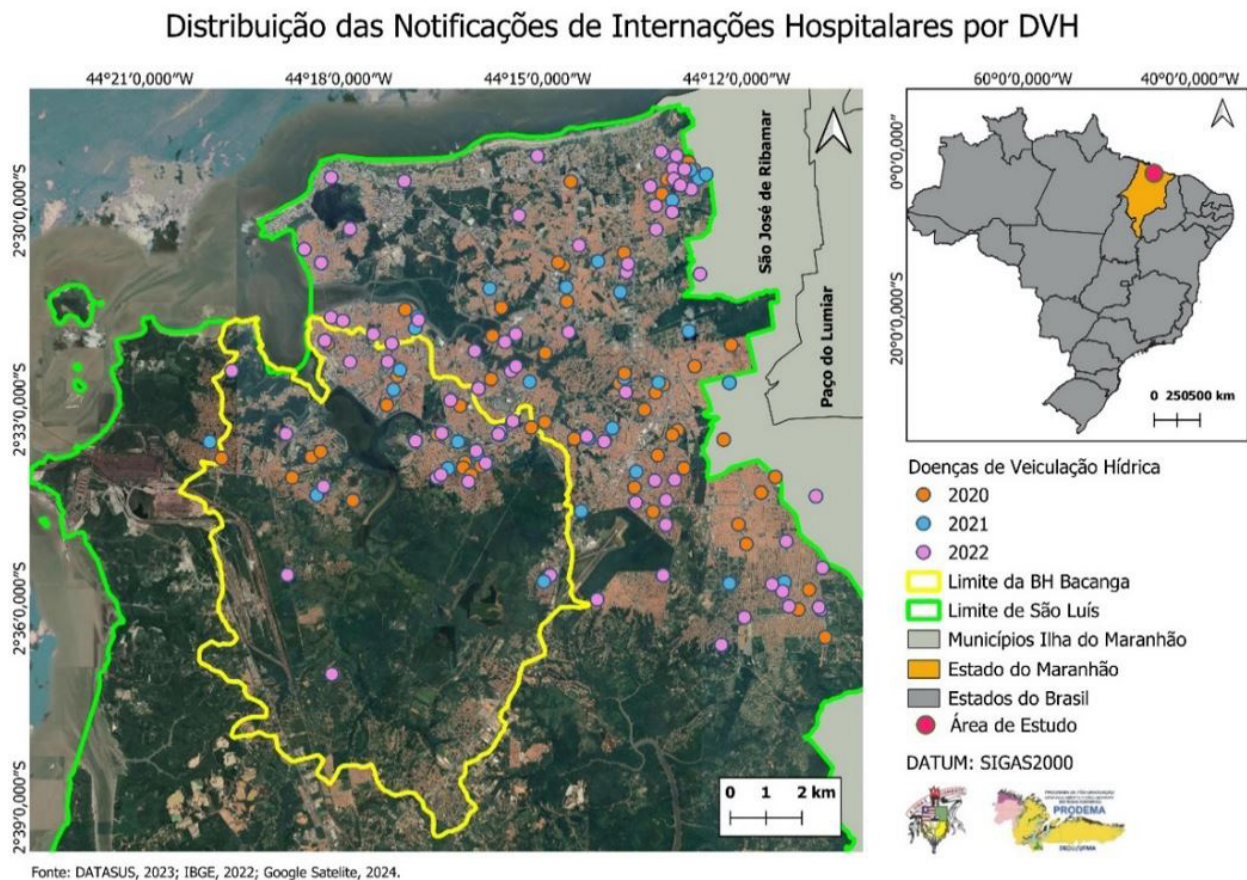 Distribuição das Notificações de Internações Hospitalares por DVH
44°21'0,000"W 44°18'0,000"W 44°15'0,000"W 44°12'0,000"W
2°30'0,000"S
2°33'0,000"S
2°36'0,000"S
2°39'0,000"S
São José de Ribamar
Paço do Lumiar
0 1 2 km
60°0'0,000"W 40°0'0,000"W
0°0'0,000"
20°0'0,000"S
0 250500 km
Doenças de Veiculação Hídrica
2020
2021
2022
Limite da BH Bacanga
Limite de São Luís
Municípios Ilha do Maranhão
Estado do Maranhão
Estados do Brasil
Área de Estudo
DATUM: SIGAS2000
PRODEMA
Fonte: DATASUS, 2023; IBGE, 2022; Google Satelite, 2024.